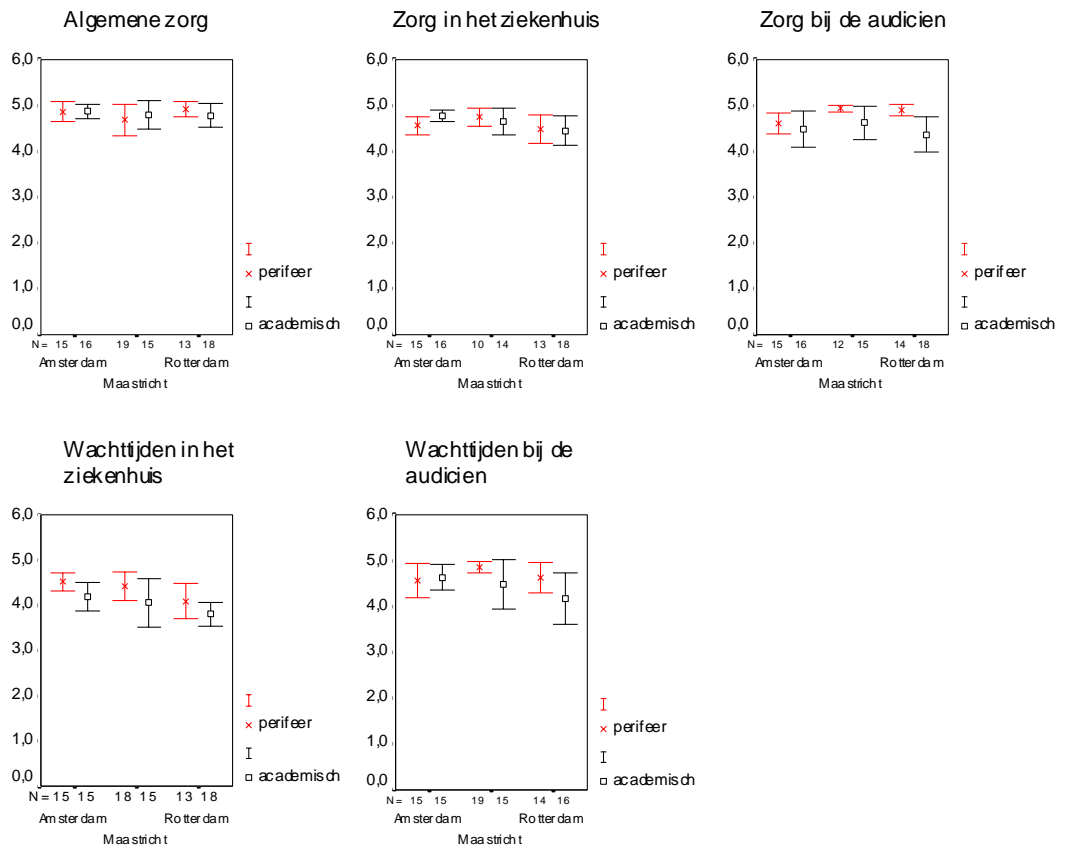 Algemene zorg
6,0
5,0
4,0
3,0
2,0
1,0
0,0
perifeer
academisch
N = 15 16 19 15 13 18
Amsterdam Rotterdam
Maastricht
Zorg in het ziekenhuis
6,0
5,0
4,0
3,0
2,0
1,0
0,0
perifeer
academisch
N = 15 16 10 14 13 18
Amsterdam Rotterdam
Maastricht
Zorg bij de audicien
6,0
5,0
4,0
3,0
2,0
1,0
0,0
perifeer
academisch
N = 15 16 12 15 14 18
Amsterdam Rotterdam
Maastricht
Wachttijden in het
ziekenhuis
6,0
5,0
4,0
3,0
2,0
1,0
0,0
perifeer
academisch
N = 15 15 18 15 13 18
Amsterdam Rotterdam
Maastricht
Wachttijden bij de
audicien
6,0
5,0
4,0
3,0
2,0
1,0
0,0
perifeer
academisch
N = 15 15 19 15 14 16
Amsterdam Rotterdam
Maastricht